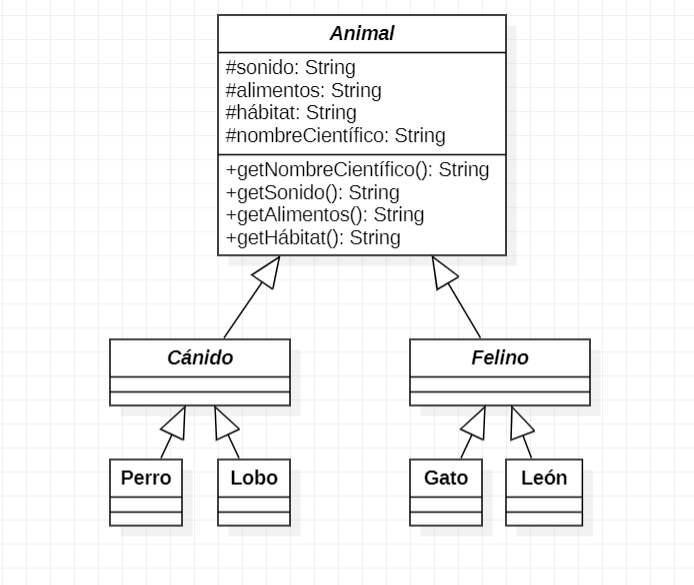 Animal
#sonido: String
#alimentos: String
#hábitat: String
#nombreCientífico: String
+getNombreCientífico(): String
+getSonido(): String
+getAlimentos(): String
+getHábitat(): String
Cánido
Felino
Perro
Lobo
Gato
León